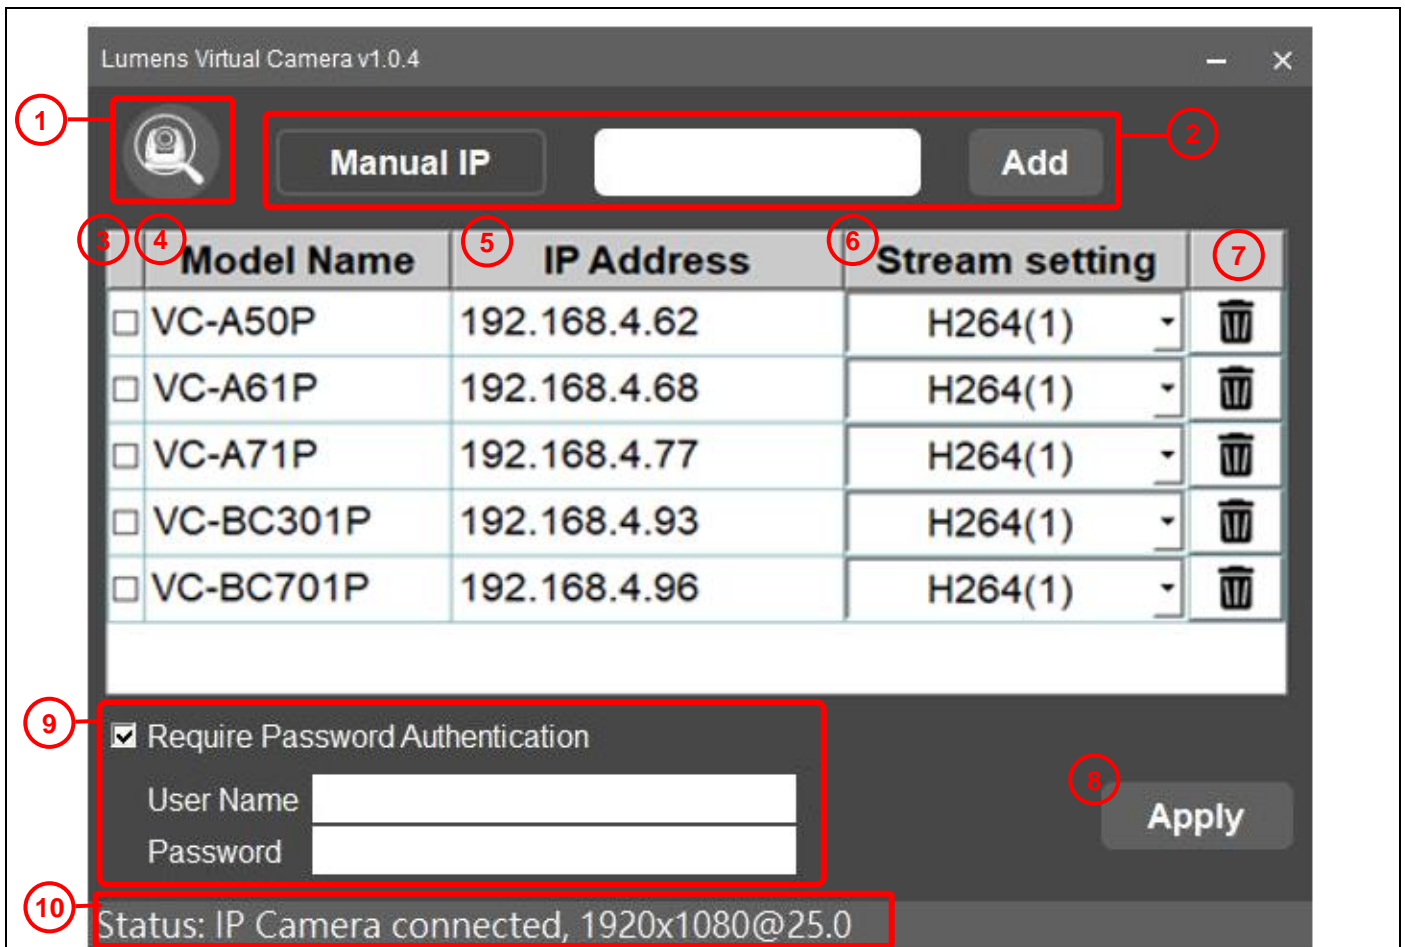 Lumens Virtual Camera v1.0.4
1
Manual IP
Add
2
3 4 Model Name 5 IP Address 6 Stream setting 7
VC-A50P 192.168.4.62 H264(1)
VC-A61P 192.168.4.68 H264(1)
VC-A71P 192.168.4.77 H264(1)
VC-BC301P 192.168.4.93 H264(1)
VC-BC701P 192.168.4.96 H264(1)
9
Require Password Authentication
User Name
Password
8
Apply
10
Status: IP Camera connected, 1920x1080@25.0